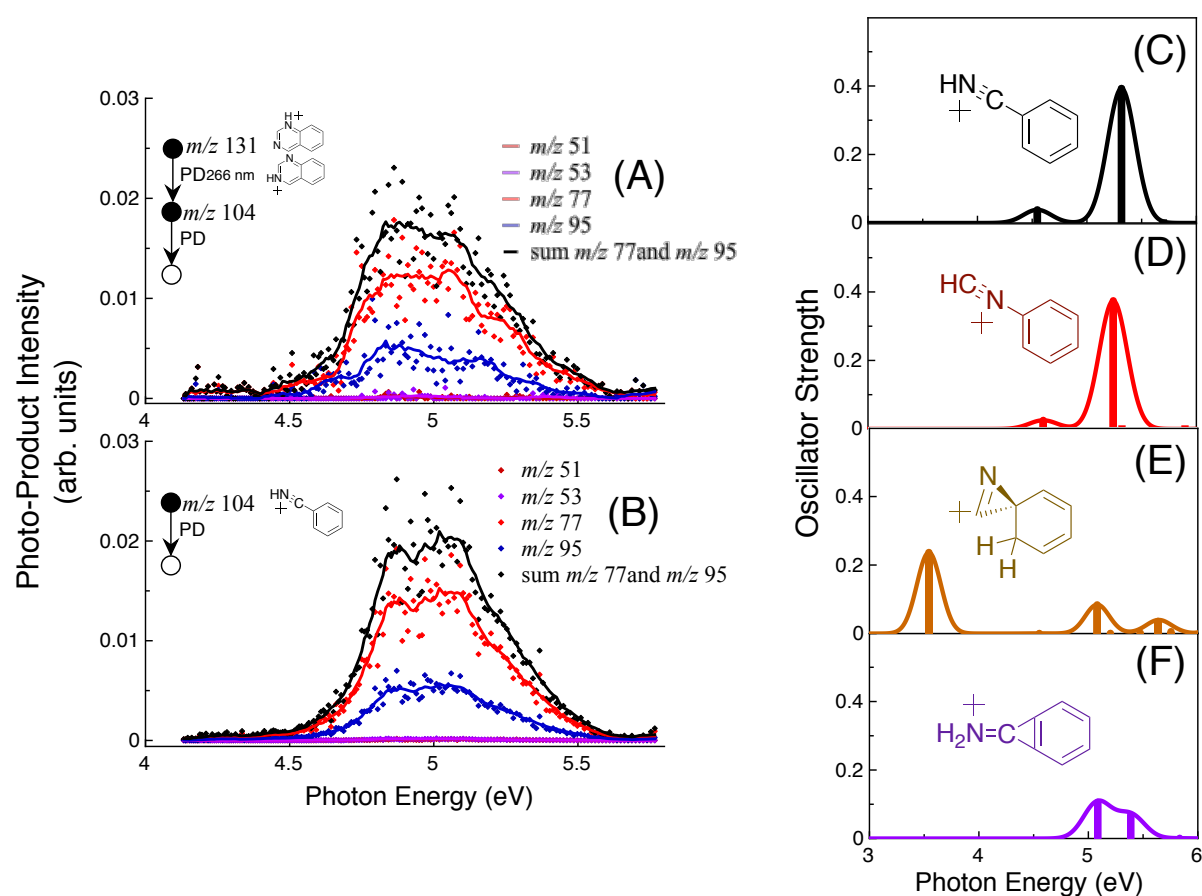 Photo-Product Intensity
(arb. units)
0.03
0.02
0.01
0
4
4.5
5
5.5
m/z 131
PD266 nm
m/z 104
PD
H
+
N
N
N
HN
+
m/z 51
m/z 53
m/z 77
m/z 95
sum m/z 77and m/z 95
(A)
0.03
0.02
0.01
0
4
4.5
5
5.5
m/z 104
PD
HN
C
+
m/z 51
m/z 53
m/z 77
m/z 95
sum m/z 77and m/z 95
(B)
Photon Energy (eV)
Oscillator Strength
(C)
0.4
0.2
0
HN
C
+
(D)
0.4
0.2
0
HC
N
+
(E)
0.4
0.2
0
N
+
H
H
(F)
0.4
0.2
0
+
H2N=C
3
4
5
6
Photon Energy (eV)